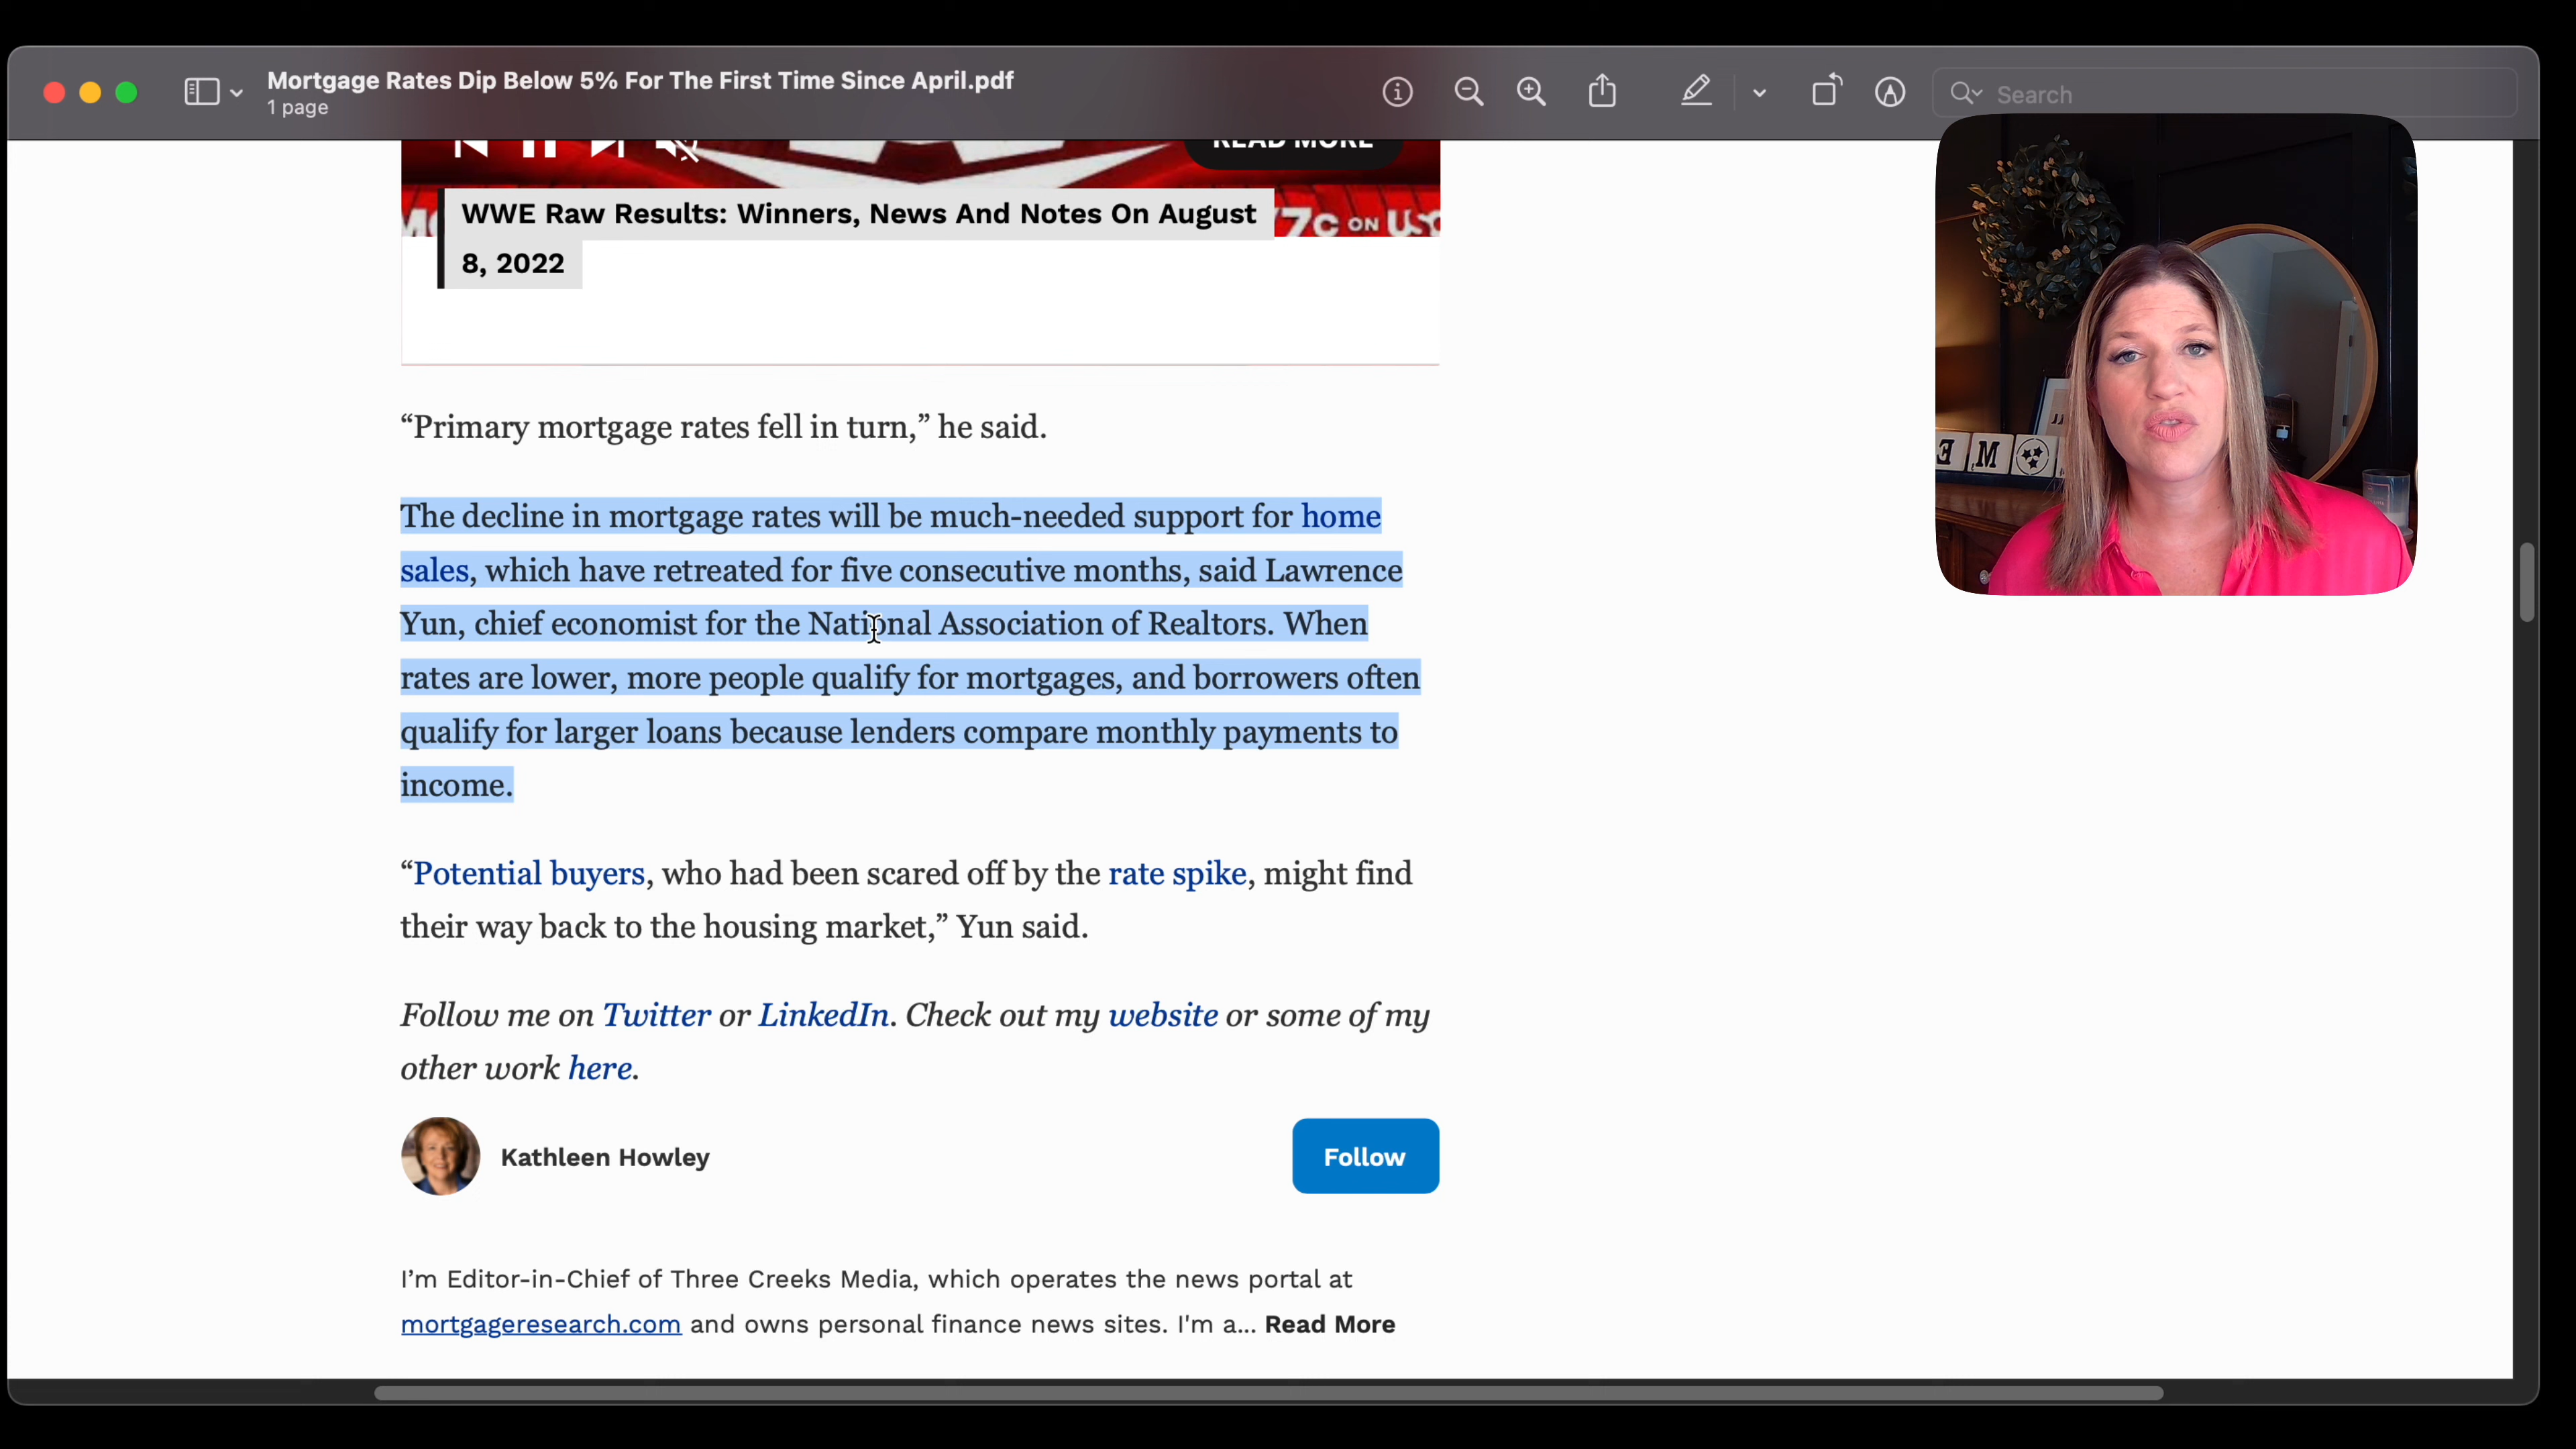 Mortgage Rates Dip Below 5% For The First Time Since April.pdf
1 page
Search
READ MORE
WWE Raw Results: Winners, News And Notes On August
8, 2022
7c ON USA
“Primary mortgage rates fell in turn,” he said.
The decline in mortgage rates will be much-needed support for home
sales, which have retreated for five consecutive months, said Lawrence
Yun, chief economist for the National Association of Realtors. When
rates are lower, more people qualify for mortgages, and borrowers often
qualify for larger loans because lenders compare monthly payments to
income.
“Potential buyers, who had been scared off by the rate spike, might find
their way back to the housing market,” Yun said.
Follow me on Twitter or LinkedIn. Check out my website or some of my
other work here.
Kathleen Howley
Follow
I’m Editor-in-Chief of Three Creeks Media, which operates the news portal at
mortgageresearch.com and owns personal finance news sites. I'm a... Read More